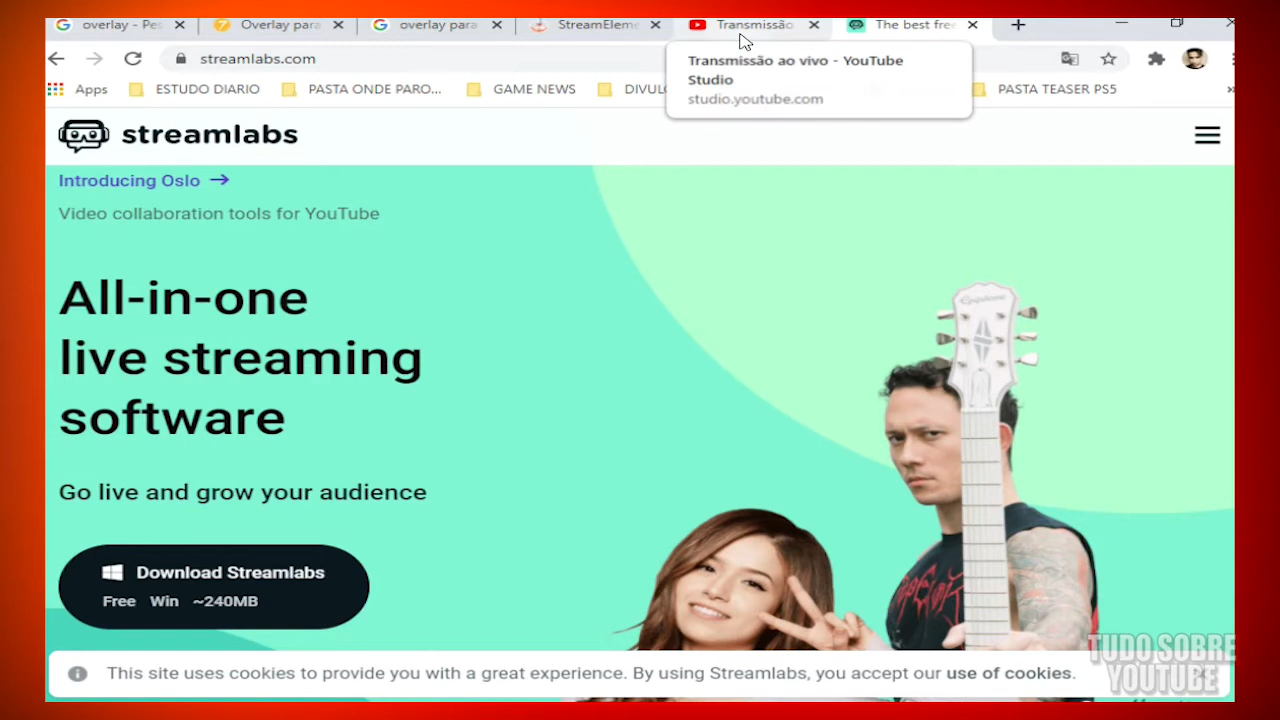 overlay - Pes
Overlay para
overlay para
StreamEleme
Transmissão
The best free
streamlabs.com
Transmissão ao vivo - YouTube
Studio
studio.youtube.com
Apps
ESTUDO DIARIO
PASTA ONDE PARO...
GAME NEWS
DIVUL
PASTA TEASER PS5
streamlabs
Introducing Oslo →
Video collaboration tools for YouTube
All-in-one
live streaming
software
Go live and grow your audience
Download Streamlabs
Free Win ~240MB
Epiphone
This site uses cookies to provide you with a great experience. By using Streamlabs, you accept our use of cookies.
TUDO SOBRE
YOUTUBE